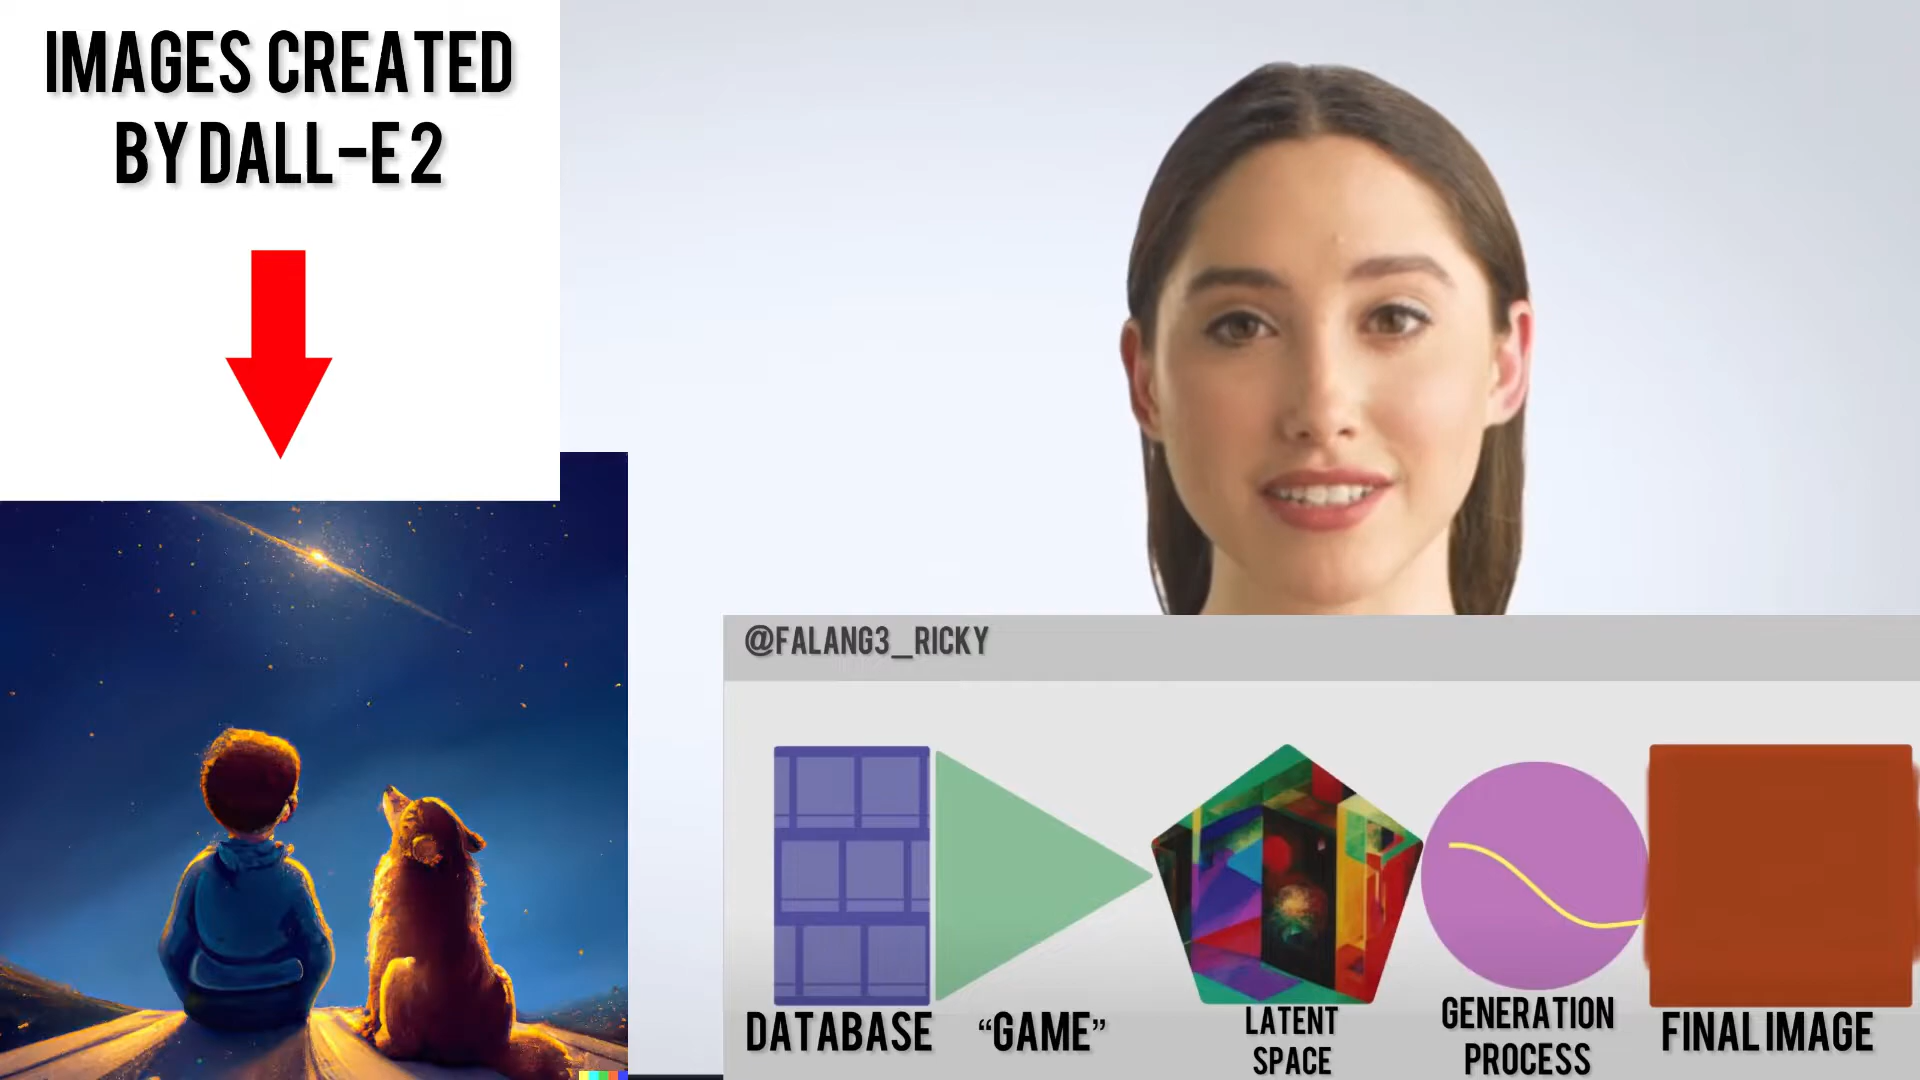 IMAGES CREATED
BY DALL-E 2
@FALANG3_RICKY
DATABASE
“GAME”
LATENT
SPACE
GENERATION
PROCESS
FINAL IMAGE